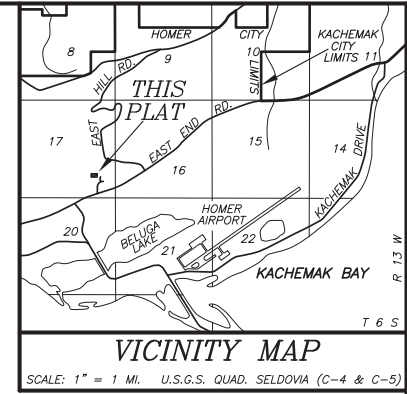 HOMER CITY LIMITS
KACHEMAK
CITY
LIMITS
8
9
10
11
HILL RD.
EAST
THIS
PLAT
EAST END RD.
17
16
15
14
KACHEMAK DRIVE
HOMER
AIRPORT
20
BELUGA
LAKE
21
22
KACHEMAK BAY
R 13 W
T 6 S
VICINITY MAP
SCALE: 1" = 1 MI. U.S.G.S. QUAD. SELDOVIA (C-4 & C-5)